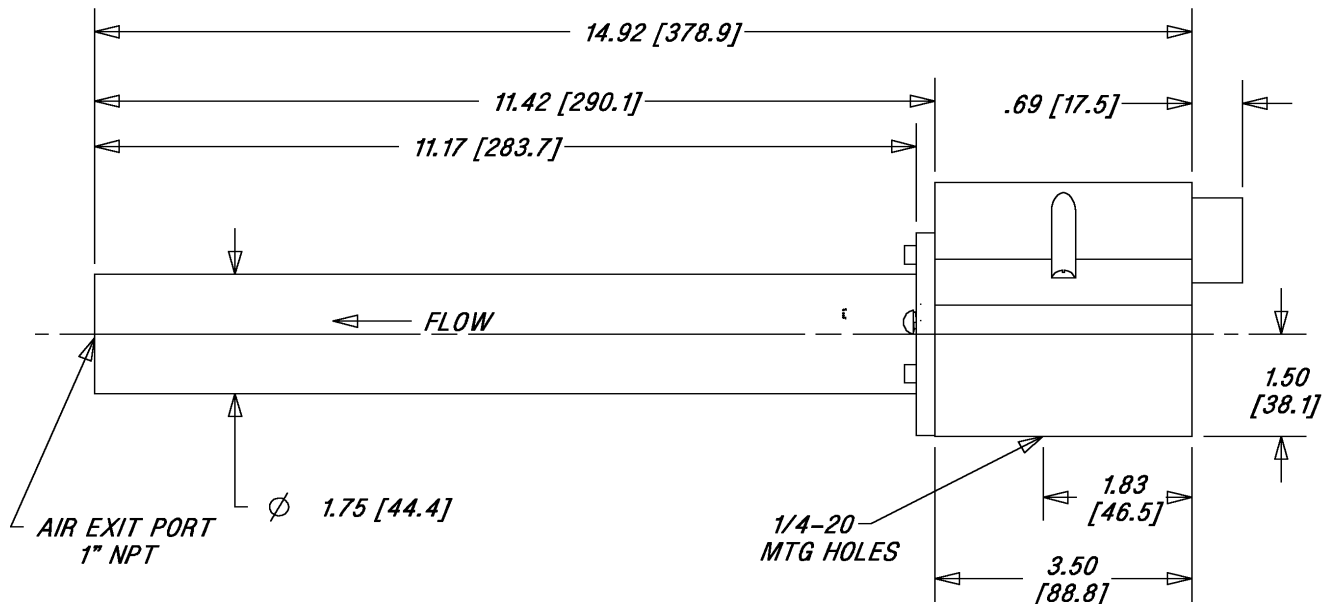 14.92 [378.9]
11.42 [290.1]
.69 [17.5]
11.17 [283.7]
FLOW
1.50
[38.1]
Ø 1.75 [44.4]
AIR EXIT PORT
1" NPT
1/4-20
MTG HOLES
1.83
[46.5]
3.50
[88.8]